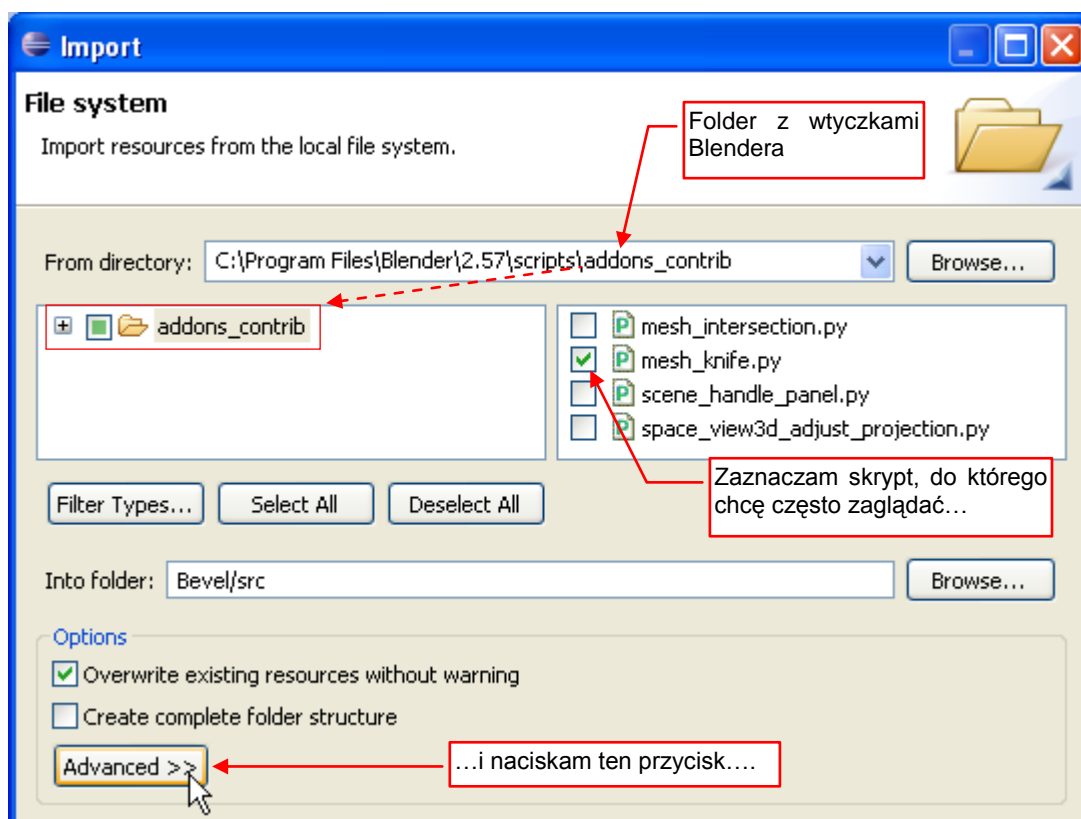 Import
File system
Import resources from the local file system.
Folder z wtyczkami
Blendera
From directory: C:\Program Files\Blender\2.57\scripts\addons_contrib Browse...
addons_contrib
mesh_intersection.py
mesh_knife.py
scene_handle_panel.py
space_view3d_adjust_projection.py
Zaznaczam skrypt, do którego
chcę często zaglądać…
Filter Types... Select All Deselect All
Into folder: Bevel/src Browse...
Options
Overwrite existing resources without warning
Create complete folder structure
Advanced >>
…i naciskam ten przycisk….